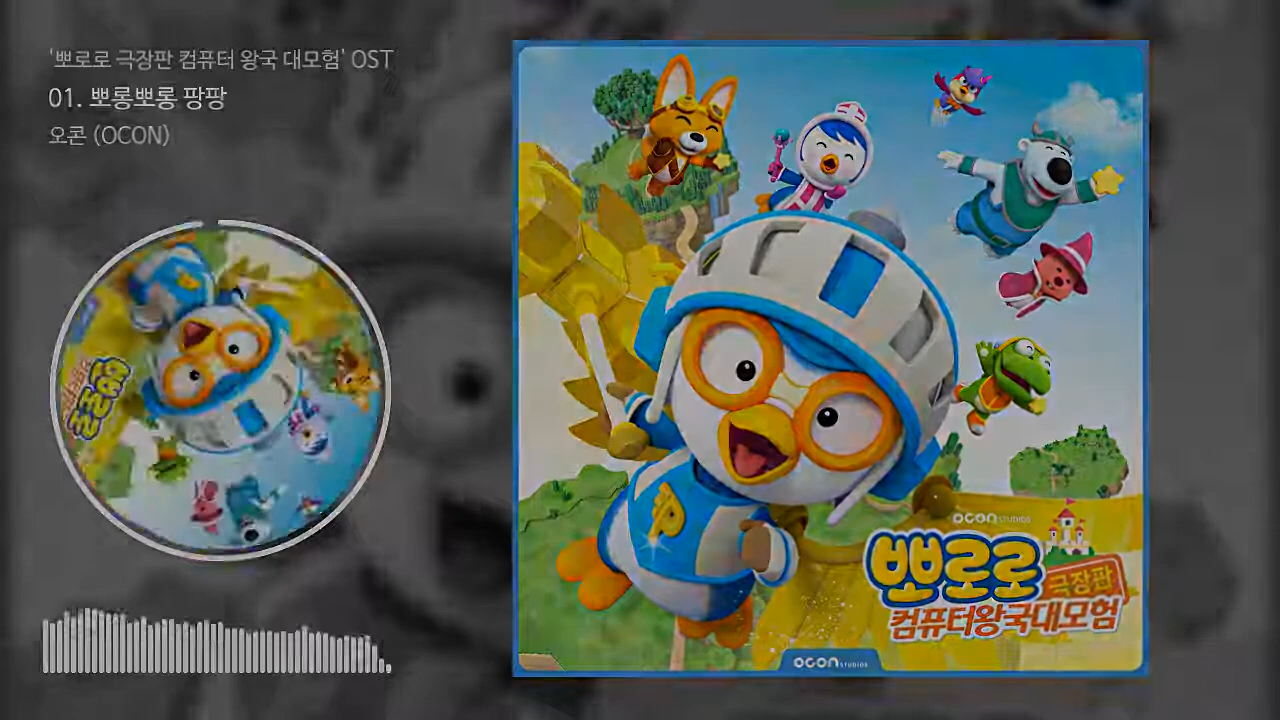 '뽀로로 극장판 컴퓨터 왕국 대모험' OST
01. 뽀롱뽀롱 팡팡
오콘 (OCON)
P
OCON STUDIOS
뽀로로 극장판
컴퓨터왕국대모험
OCON STUDIOS